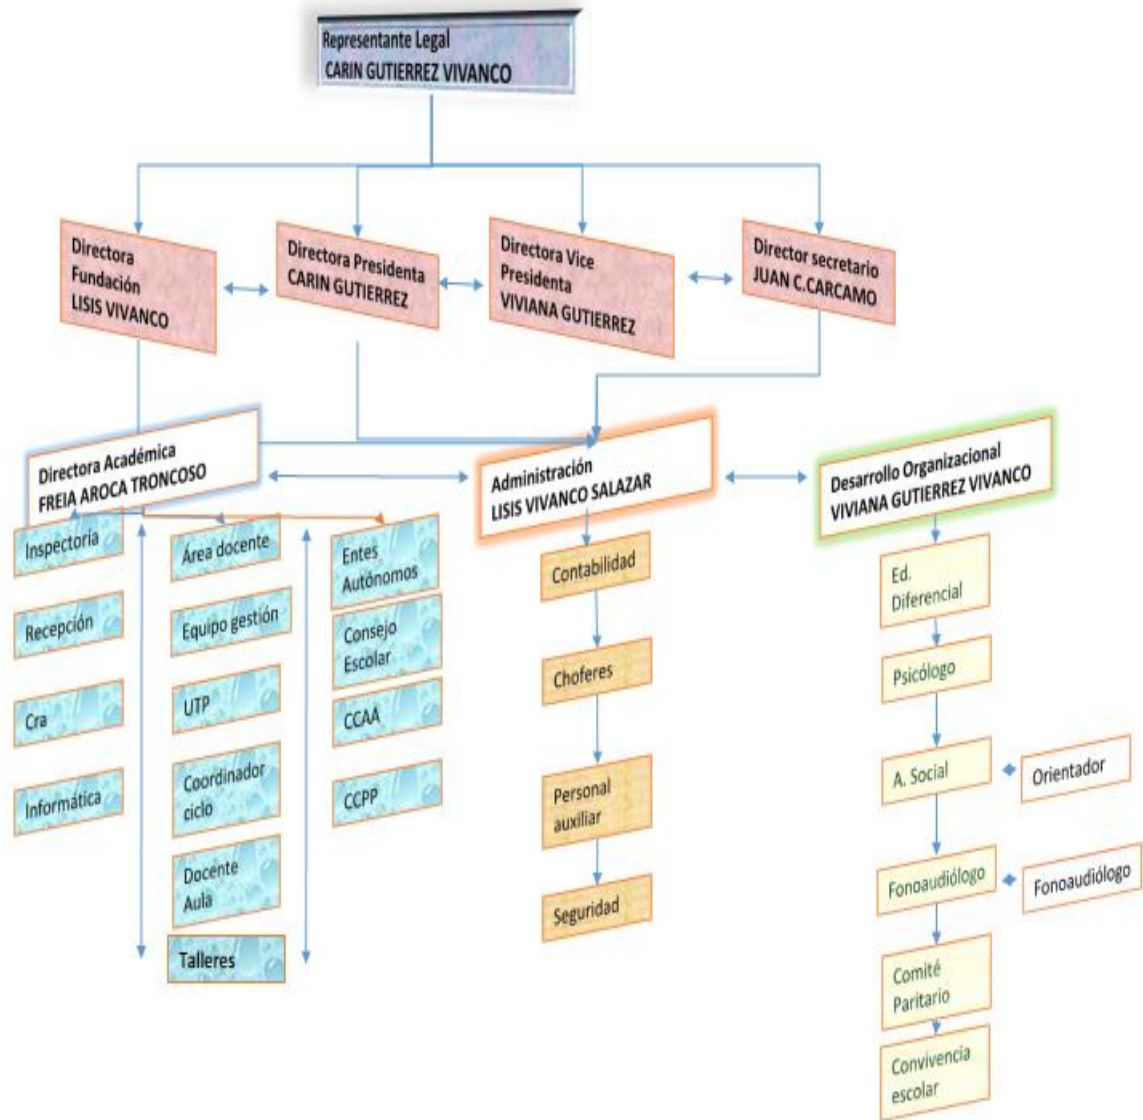 Representante Legal
CARIN GUTIERREZ VIVANCO
Directora
Fundación
LISIS VIVANCO
Directora Presidenta
CARIN GUTIERREZ
Directora Vice
Presidenta
VIVIANA GUTIERREZ
Director secretario
JUAN C.CARCAMO
Directora Académica
FREIA AROCA TRONCOSO
Administración
LISIS VIVANCO SALAZAR
Desarrollo Organizacional
VIVIANA GUTIERREZ VIVANCO
Inspectoría
Recepción
Cra
Informática
Área docente
Equipo gestión
UTP
Coordinador
ciclo
Docente
Aula
Talleres
Entes
Autónomos
Consejo
Escolar
CCAA
CCPP
Contabilidad
Choferes
Personal
auxiliar
Seguridad
Ed.
Diferencial
Psicólogo
A. Social
Orientador
Fonoaudiólogo
Fonoaudiólogo
Comité
Paritario
Convivencia
escolar